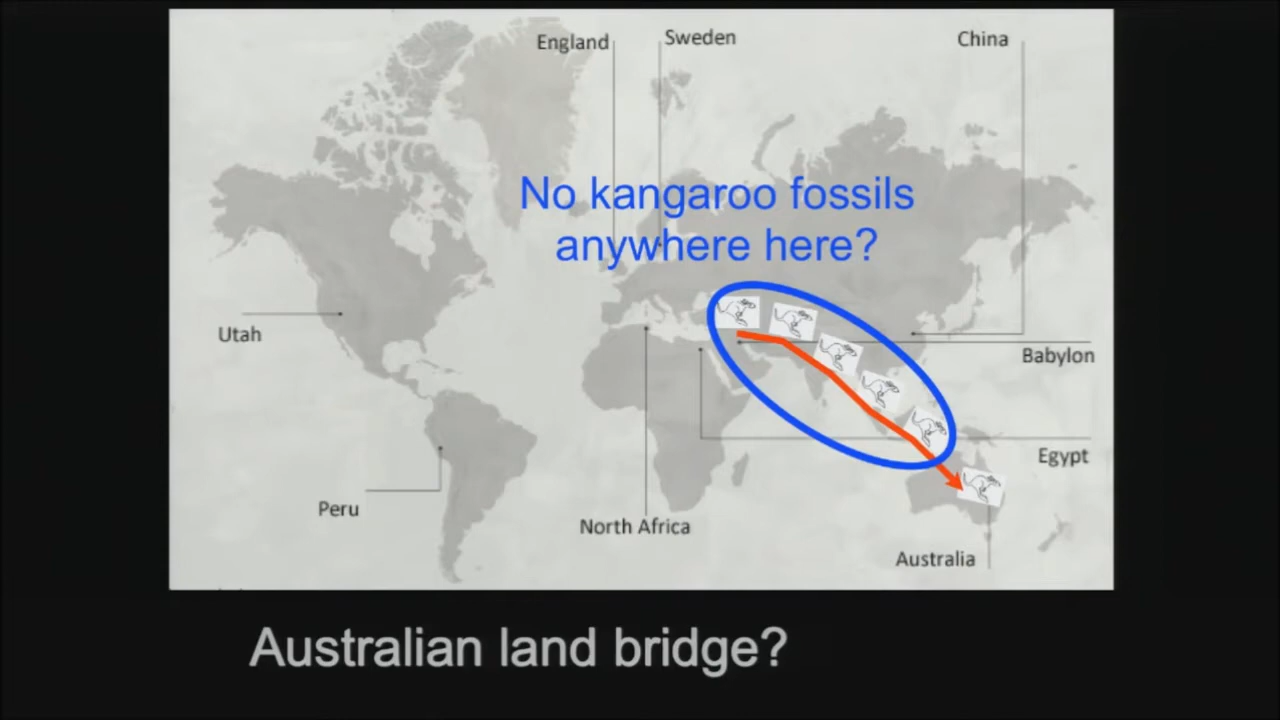 England
Sweden
China
No kangaroo fossils
anywhere here?
Utah
Babylon
Egypt
Peru
North Africa
Australia
Australian land bridge?